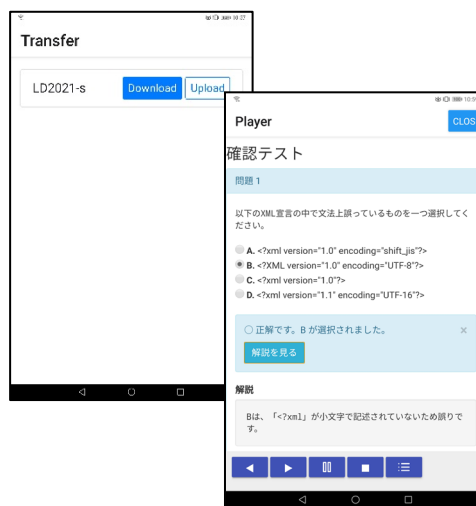 10:37
Transfer
LD2021-s
Download
Upload
Player
CLOS
確認テスト
問題 1
以下のXML宣言の中で文法上誤っているものを一つ選択してく
ださい。
A. <?xml version="1.0" encoding="shift_jis"?>
B. <?XML version="1.0" encoding="UTF-8"?>
C. <?xml version="1.0"?>
D. <?xml version="1.1" encoding="UTF-16"?>
○ 正解です。B が選択されました。
×
解説を見る
解説
Bは、「<?xml」が小文字で記述されていないため誤りで
す。